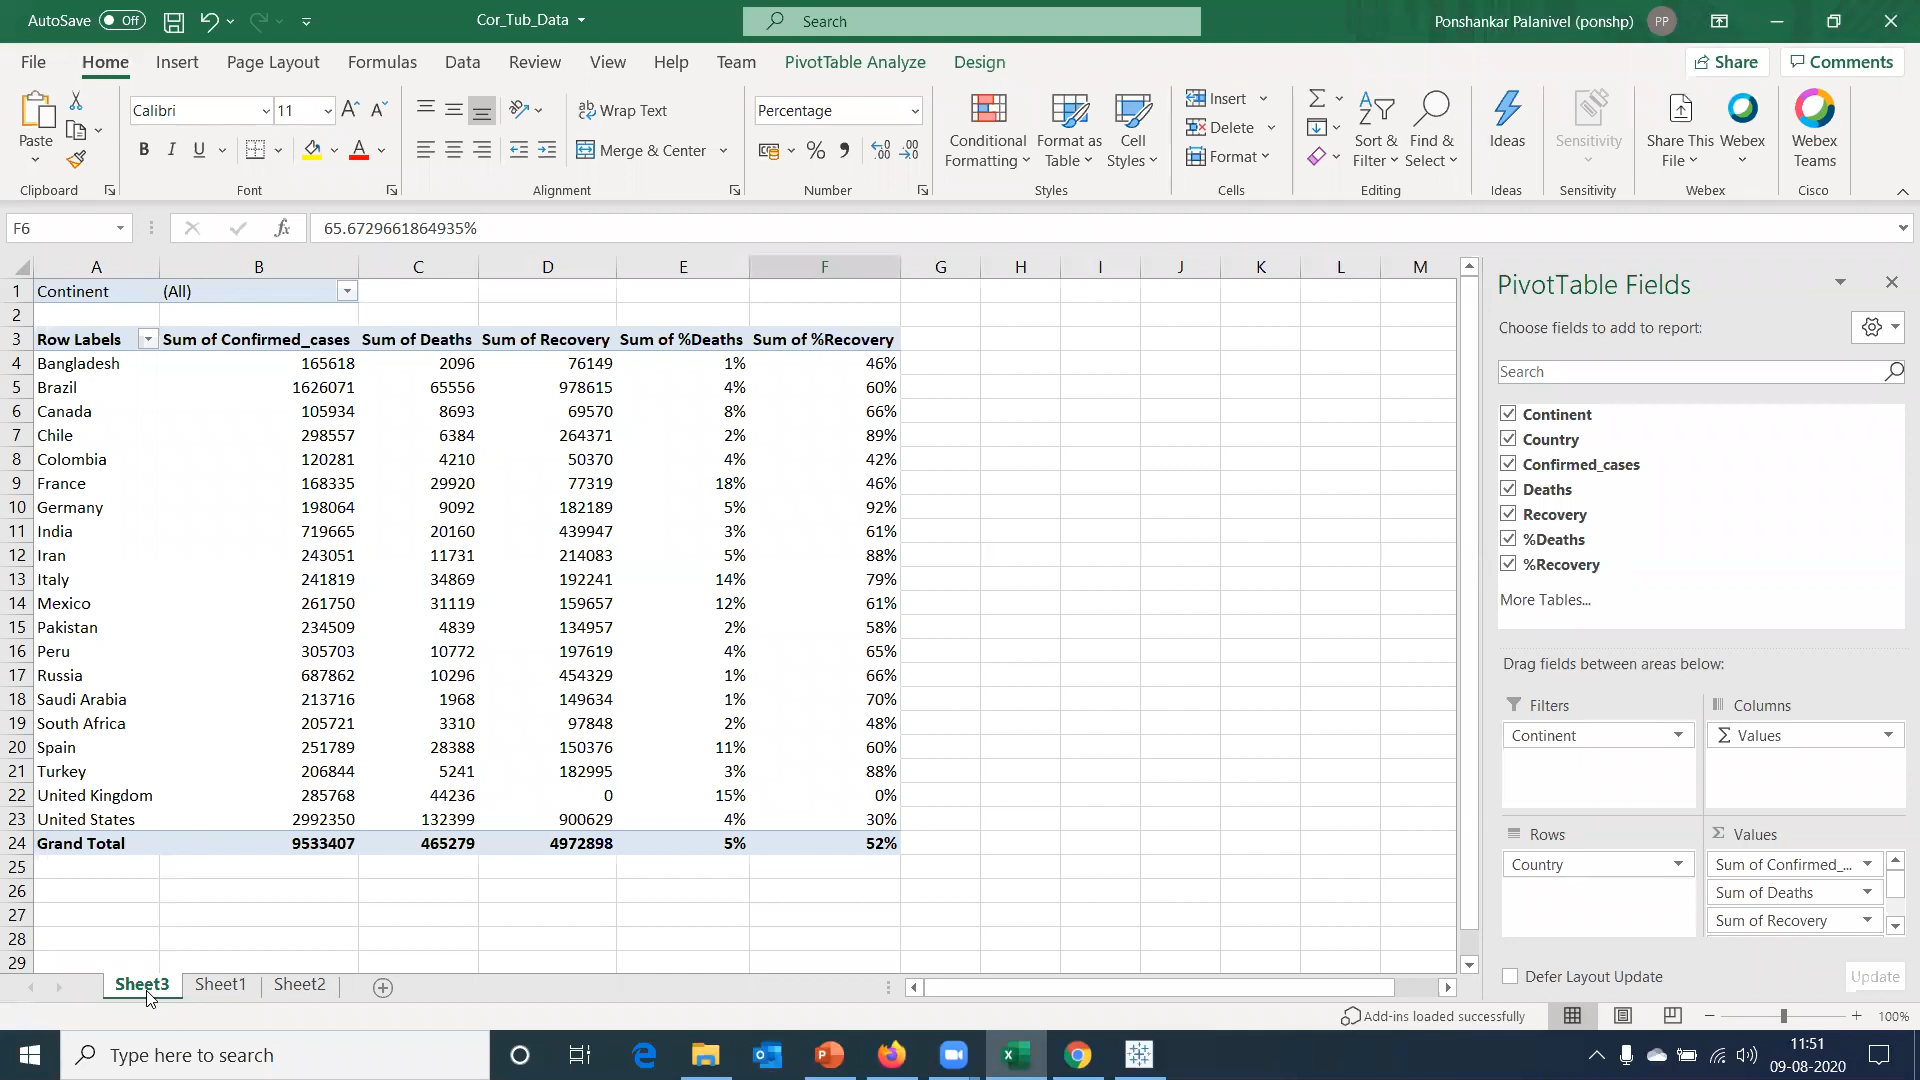 AutoSave Off Cor_Tub_Data Search Ponshankar Palanivel (ponshp) PP
File Home Insert Page Layout Formulas Data Review View Help Team PivotTable Analyze Design Share Comments
Paste Calibri 11 Wrap Text Percentage Conditional Formatting Format as Table Cell Styles Insert Sort & Filter Find & Select Ideas Sensitivity Share This File Webex Webex Teams
B I U Merge & Center % Delete
Format
Clipboard Font Alignment Number Styles Cells Editing Ideas Sensitivity Webex Cisco
F6 fx 65.6729661864935%
A B C D E F G H I J K L M
1 Continent (All)
2
3 Row Labels Sum of Confirmed_cases Sum of Deaths Sum of Recovery Sum of %Deaths Sum of %Recovery
4 Bangladesh 165618 2096 76149 1% 46%
5 Brazil 1626071 65556 978615 4% 60%
6 Canada 105934 8693 69570 8% 66%
7 Chile 298557 6384 264371 2% 89%
8 Colombia 120281 4210 50370 4% 42%
9 France 168335 29920 77319 18% 46%
10 Germany 198064 9092 182189 5% 92%
11 India 719665 20160 439947 3% 61%
12 Iran 243051 11731 214083 5% 88%
13 Italy 241819 34869 192241 14% 79%
14 Mexico 261750 31119 159657 12% 61%
15 Pakistan 234509 4839 134957 2% 58%
16 Peru 305703 10772 197619 4% 65%
17 Russia 687862 10296 454329 1% 66%
18 Saudi Arabia 213716 1968 149634 1% 70%
19 South Africa 205721 3310 97848 2% 48%
20 Spain 251789 28388 150376 11% 60%
21 Turkey 206844 5241 182995 3% 88%
22 United Kingdom 285768 44236 0 15% 0%
23 United States 2992350 132399 900629 4% 30%
24 Grand Total 9533407 465279 4972898 5% 52%
25
26
27
28
29
PivotTable Fields
Choose fields to add to report:
Search
Continent
Country
Confirmed_cases
Deaths
Recovery
%Deaths
%Recovery
More Tables...
Drag fields between areas below:
Filters Columns
Continent Σ Values
Rows Σ Values
Country Sum of Confirmed_...
Sum of Deaths
Sum of Recovery
Defer Layout Update Update
Sheet3 Sheet1 Sheet2
Add-ins loaded successfully 100%
Type here to search 11:51
09-08-2020